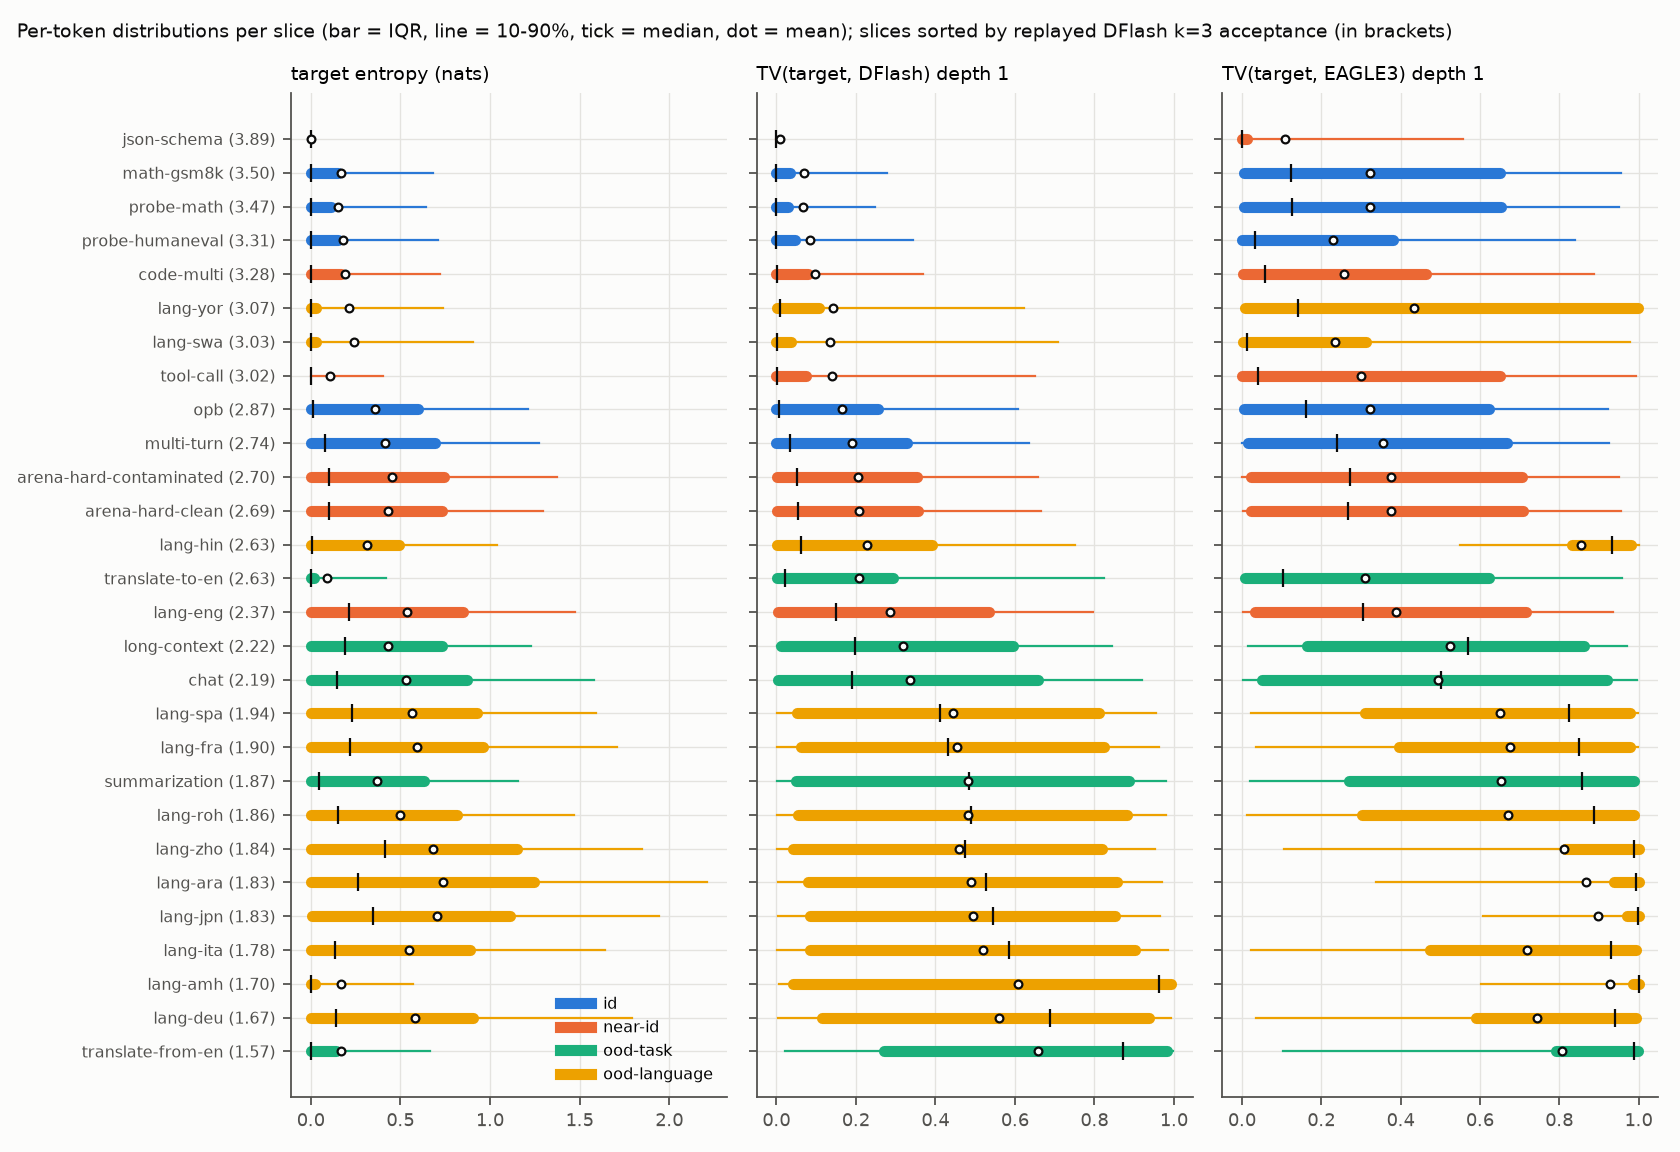 Per-token distributions per slice (bar = IQR, line = 10-90%, tick = median, dot = mean); slices sorted by replayed DFlash k=3 acceptance (in brackets)
target entropy (nats)
TV(target, DFlash) depth 1
TV(target, EAGLE3) depth 1
json-schema (3.89)
math-gsm8k (3.50)
probe-math (3.47)
probe-humaneval (3.31)
code-multi (3.28)
lang-yor (3.07)
lang-swa (3.03)
tool-call (3.02)
opb (2.87)
multi-turn (2.74)
arena-hard-contaminated (2.70)
arena-hard-clean (2.69)
lang-hin (2.63)
translate-to-en (2.63)
lang-eng (2.37)
long-context (2.22)
chat (2.19)
lang-spa (1.94)
lang-fra (1.90)
summarization (1.87)
lang-roh (1.86)
lang-zho (1.84)
lang-ara (1.83)
lang-jpn (1.83)
lang-ita (1.78)
lang-amh (1.70)
lang-deu (1.67)
translate-from-en (1.57)
id
near-id
ood-task
ood-language
0.0 0.5 1.0 1.5 2.0
0.0 0.2 0.4 0.6 0.8 1.0
0.0 0.2 0.4 0.6 0.8 1.0